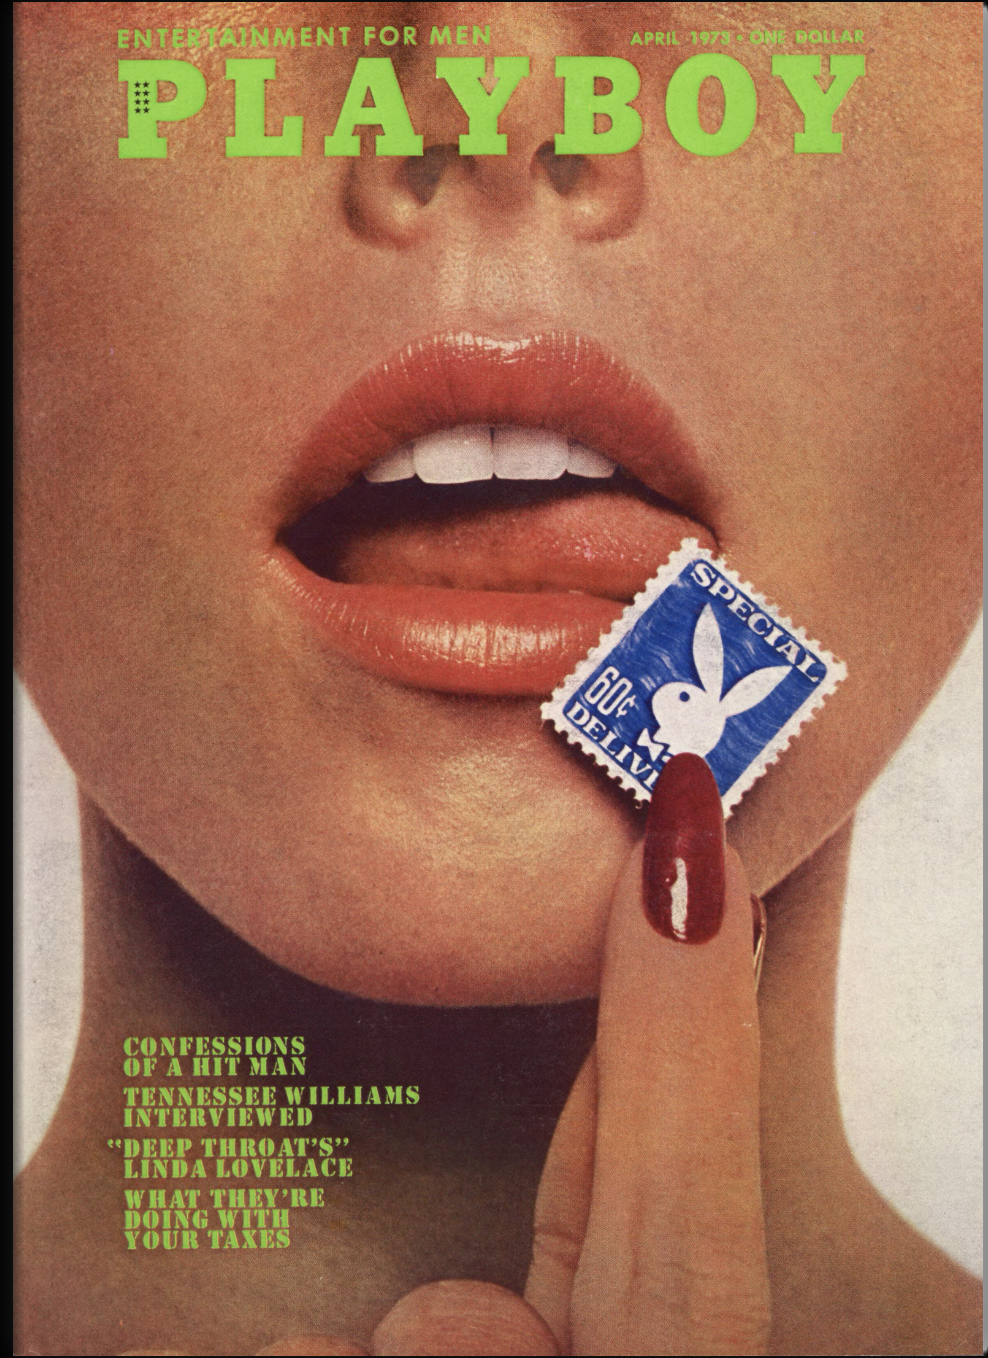 ENTERTAINMENT FOR MEN
APRIL 1973 • ONE DOLLAR
PLAYBOY
SPECIAL
60¢
DELIV
CONFESSIONS
OF A HIT MAN
TENNESSEE WILLIAMS
INTERVIEWED
“DEEP THROAT’S”
LINDA LOVELACE
WHAT THEY’RE
DOING WITH
YOUR TAXES